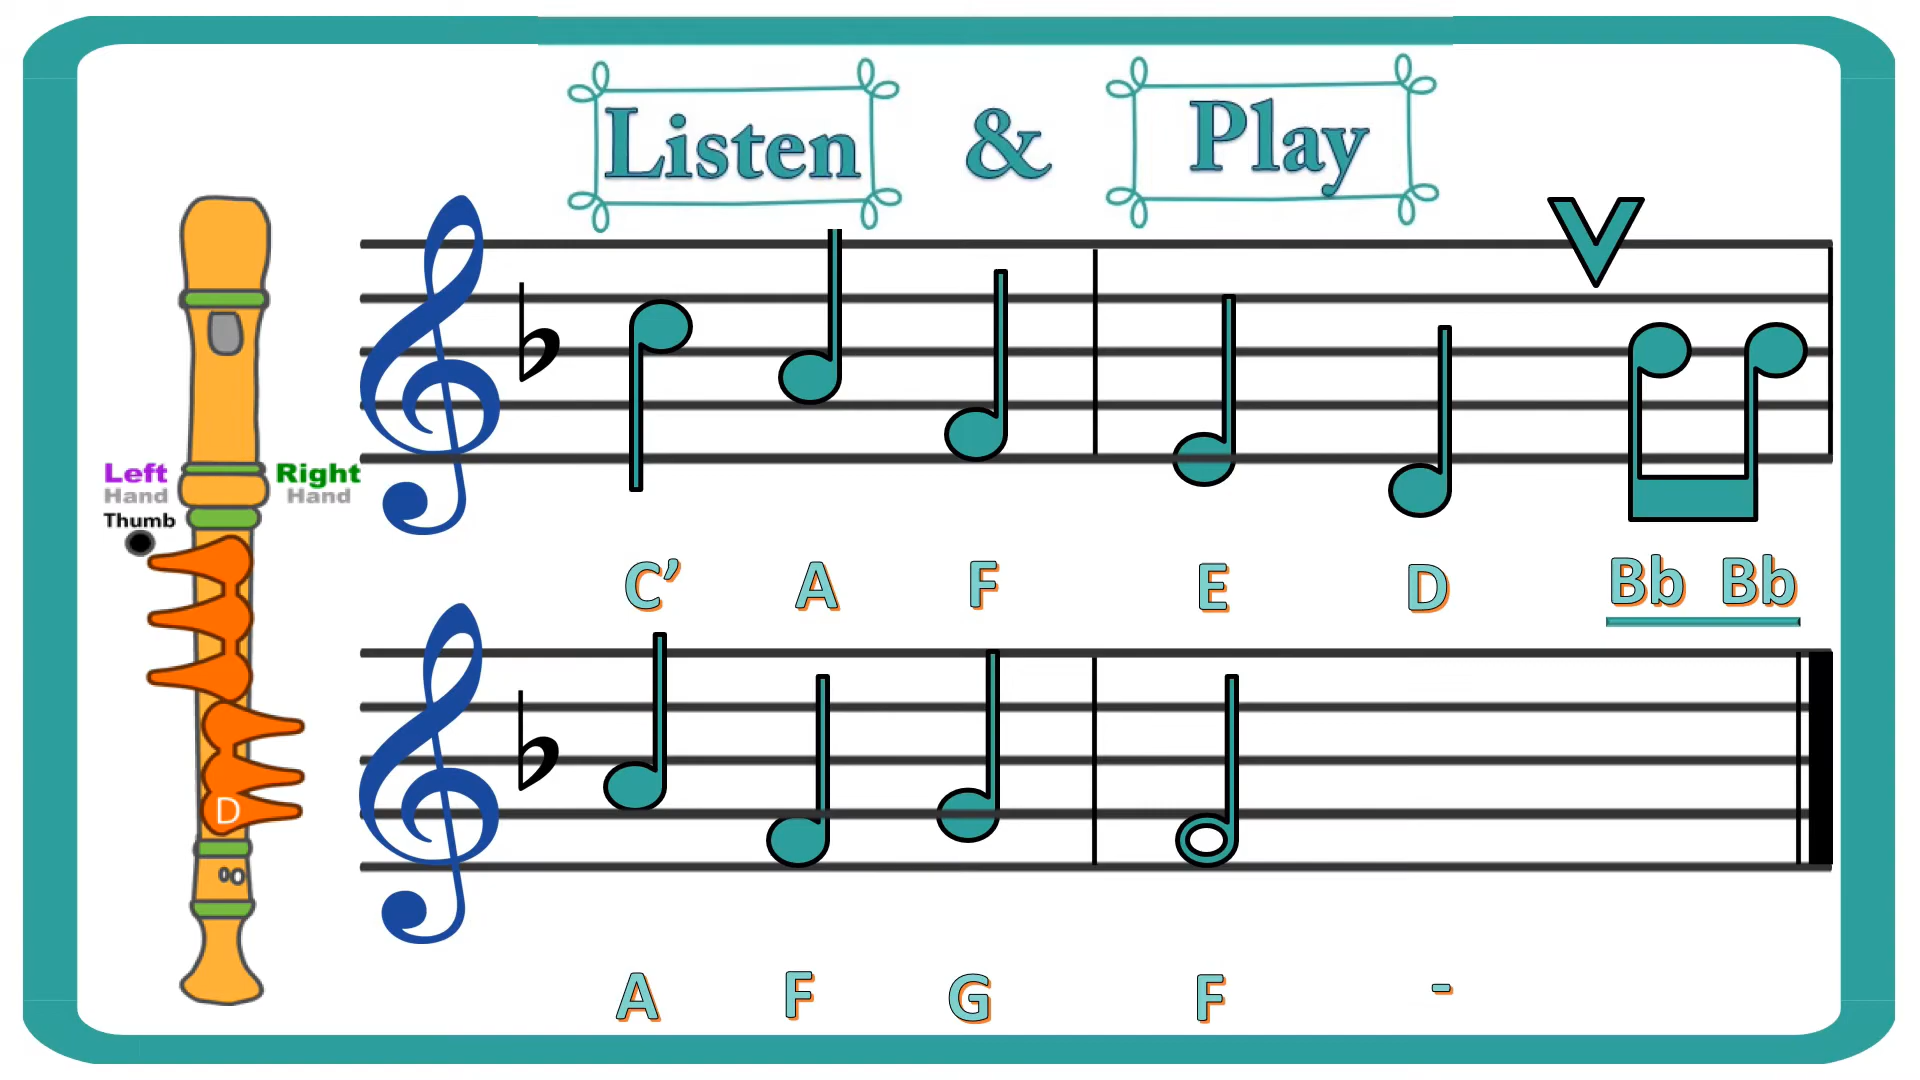 Listen & Play
Left Right
Hand Hand
Thumb
C’ A F E D Bb Bb
D
A F G F -